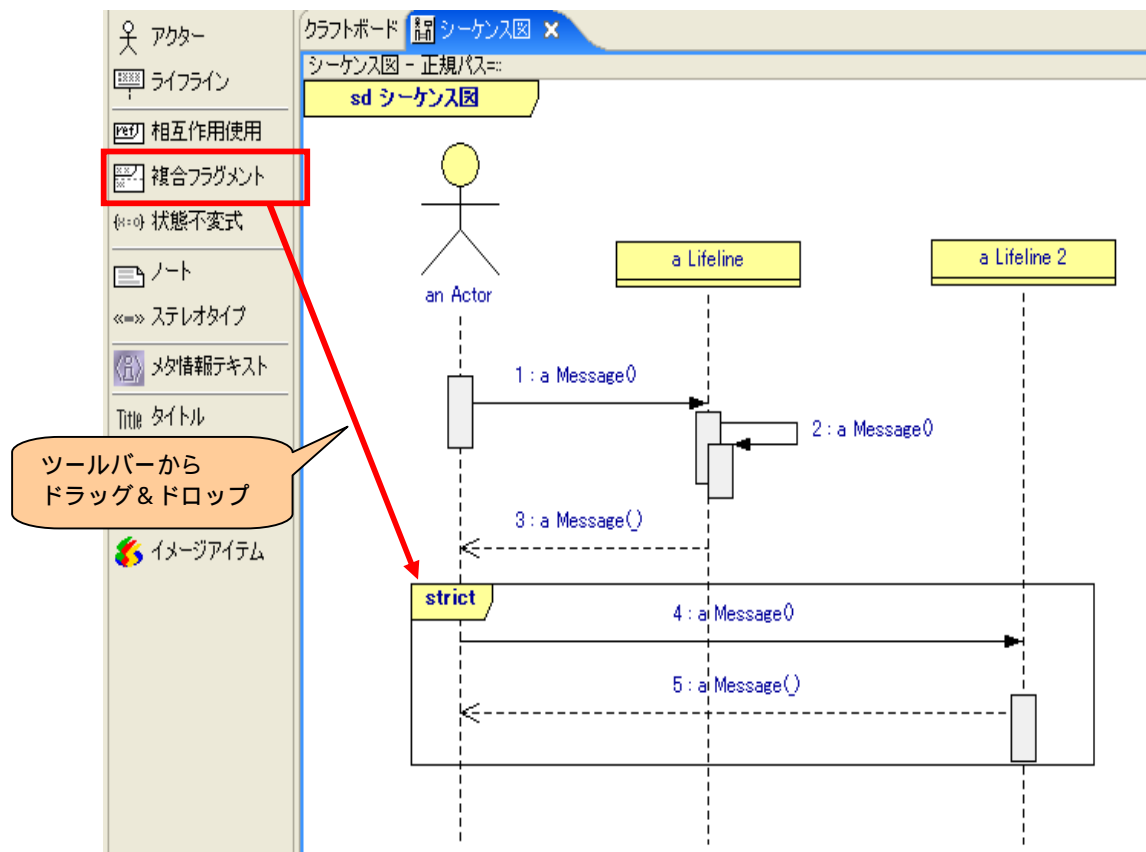 アクター
ライフライン
ref
相互作用使用
複合フラグメント
{x=0} 状態不変式
ノート
«=» ステレオタイプ
メタ情報テキスト
Title タイトル
イメージアイテム
ツールバーから
ドラッグ&ドロップ
クラフトボード
シーケンス図
シーケンス図 - 正規パス=::
sd シーケンス図
an Actor
a Lifeline
a Lifeline 2
1 : a Message()
2 : a Message()
3 : a Message()
strict
4 : a Message()
5 : a Message()